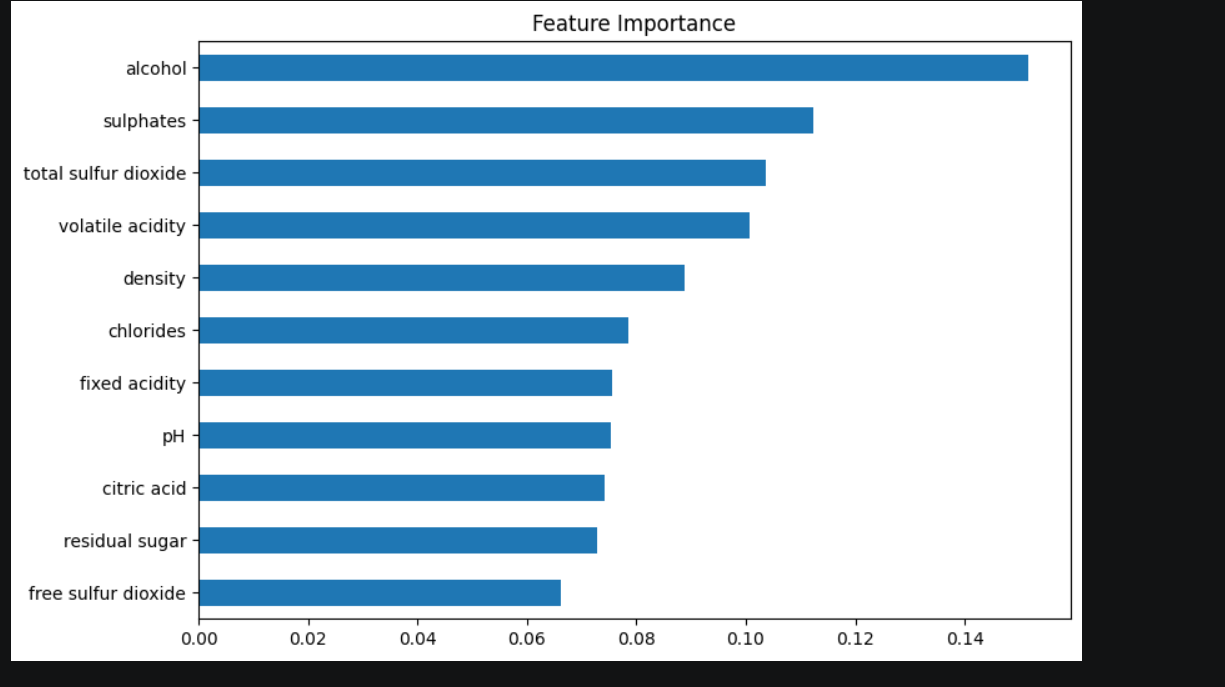 Feature Importance
alcohol
sulphates
total sulfur dioxide
volatile acidity
density
chlorides
fixed acidity
pH
citric acid
residual sugar
free sulfur dioxide
0.00 0.02 0.04 0.06 0.08 0.10 0.12 0.14